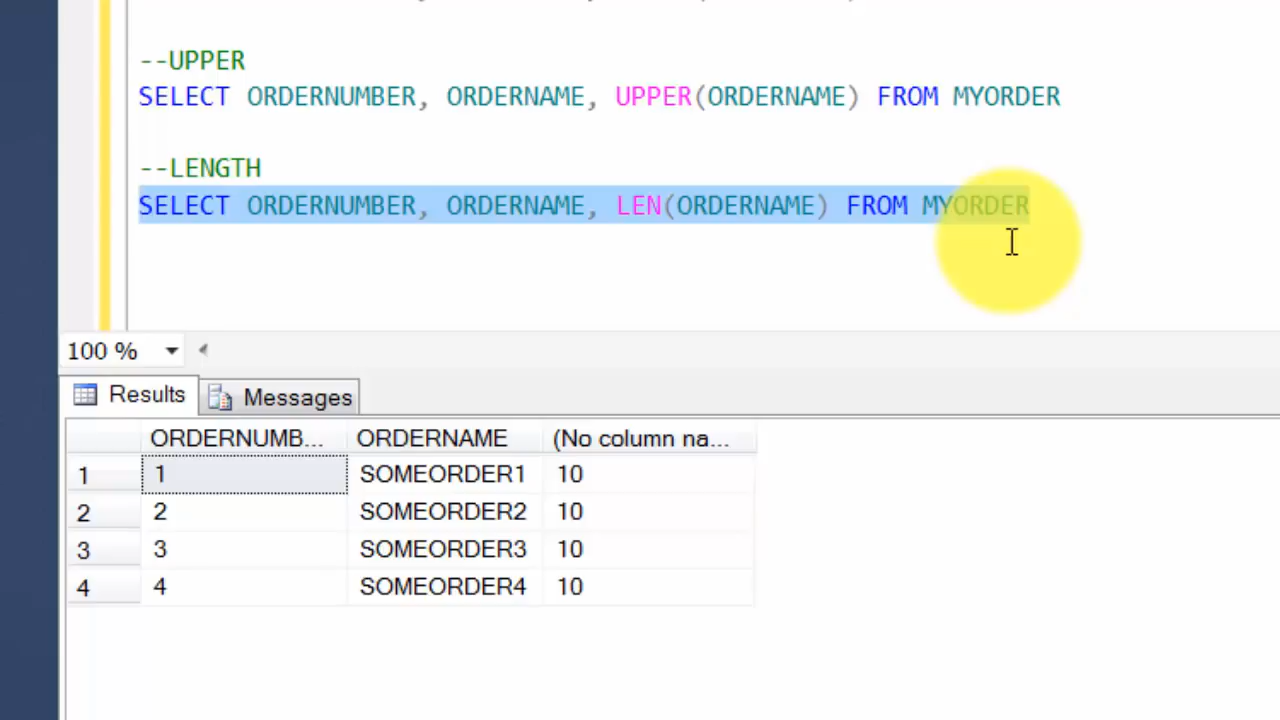 --UPPER
SELECT ORDERNUMBER, ORDERNAME, UPPER(ORDERNAME) FROM MYORDER
--LENGTH
SELECT ORDERNUMBER, ORDERNAME, LEN(ORDERNAME) FROM MYORDER
100 %
Results Messages
ORDERNUMB... ORDERNAME (No column na...
1 1 SOMEORDER1 10
2 2 SOMEORDER2 10
3 3 SOMEORDER3 10
4 4 SOMEORDER4 10